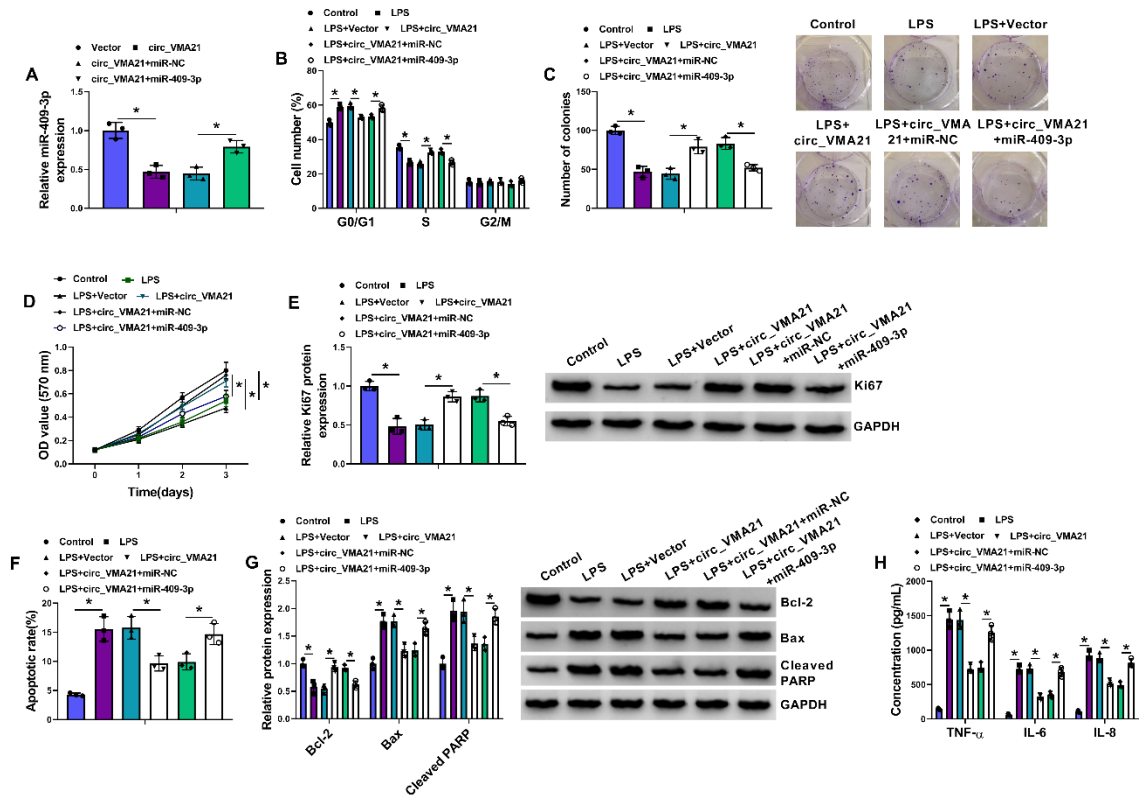 A
Vector circ_VMA21
circ_VMA21+miR-NC
circ_VMA21+miR-409-3p
Relative miR-409-3p
expression
1.5
1.0
0.5
0.0
*
*
B
Control LPS
LPS+Vector LPS+circ_VMA21
LPS+circ_VMA21+miR-NC
LPS+circ_VMA21+miR-409-3p
Cell number (%)
80
60
40
20
0
* * *
* * *
G0/G1 S G2/M
C
Control LPS
LPS+Vector LPS+circ_VMA21
LPS+circ_VMA21+miR-NC
LPS+circ_VMA21+miR-409-3p
Number of colonies
150
100
50
0
* * *
Control LPS LPS+Vector
LPS+
circ_VMA21
LPS+circ_VMA
21+miR-NC
LPS+circ_VMA21
+miR-409-3p
D
Control LPS
LPS+Vector LPS+circ_VMA21
LPS+circ_VMA21+miR-NC
LPS+circ_VMA21+miR-409-3p
OD value (570 nm)
1.0
0.8
0.6
0.4
0.2
0.0
* * *
0 1 2 3
Time(days)
E
Control LPS
LPS+Vector LPS+circ_VMA21
LPS+circ_VMA21+miR-NC
LPS+circ_VMA21+miR-409-3p
Relative Ki67 protein
expression
1.5
1.0
0.5
0.0
* * *
Control
LPS
LPS+Vector
LPS+circ_VMA21
LPS+circ_VMA21
+miR-NC
LPS+circ_VMA21
+miR-409-3p
Ki67
GAPDH
F
Control LPS
LPS+Vector LPS+circ_VMA21
LPS+circ_VMA21+miR-NC
LPS+circ_VMA21+miR-409-3p
Apoptotic rate(%)
20
15
10
5
0
* * *
G
Control LPS
LPS+Vector LPS+circ_VMA21
LPS+circ_VMA21+miR-NC
LPS+circ_VMA21+miR-409-3p
Relative protein expression
2.5
2.0
1.5
1.0
0.5
0.0
* * *
* * *
* * *
Bcl-2
Bax
Cleaved PARP
Control
LPS
LPS+Vector
LPS+circ_VMA21
LPS+circ_VMA21+miR-NC
LPS+circ_VMA21
+miR-409-3p
Bcl-2
Bax
Cleaved
PARP
GAPDH
H
Control LPS
LPS+Vector LPS+circ_VMA21
LPS+circ_VMA21+miR-NC
LPS+circ_VMA21+miR-409-3p
Concentration (pg/mL)
2250
1500
750
0
* * *
* * *
* * *
TNF-α IL-6 IL-8